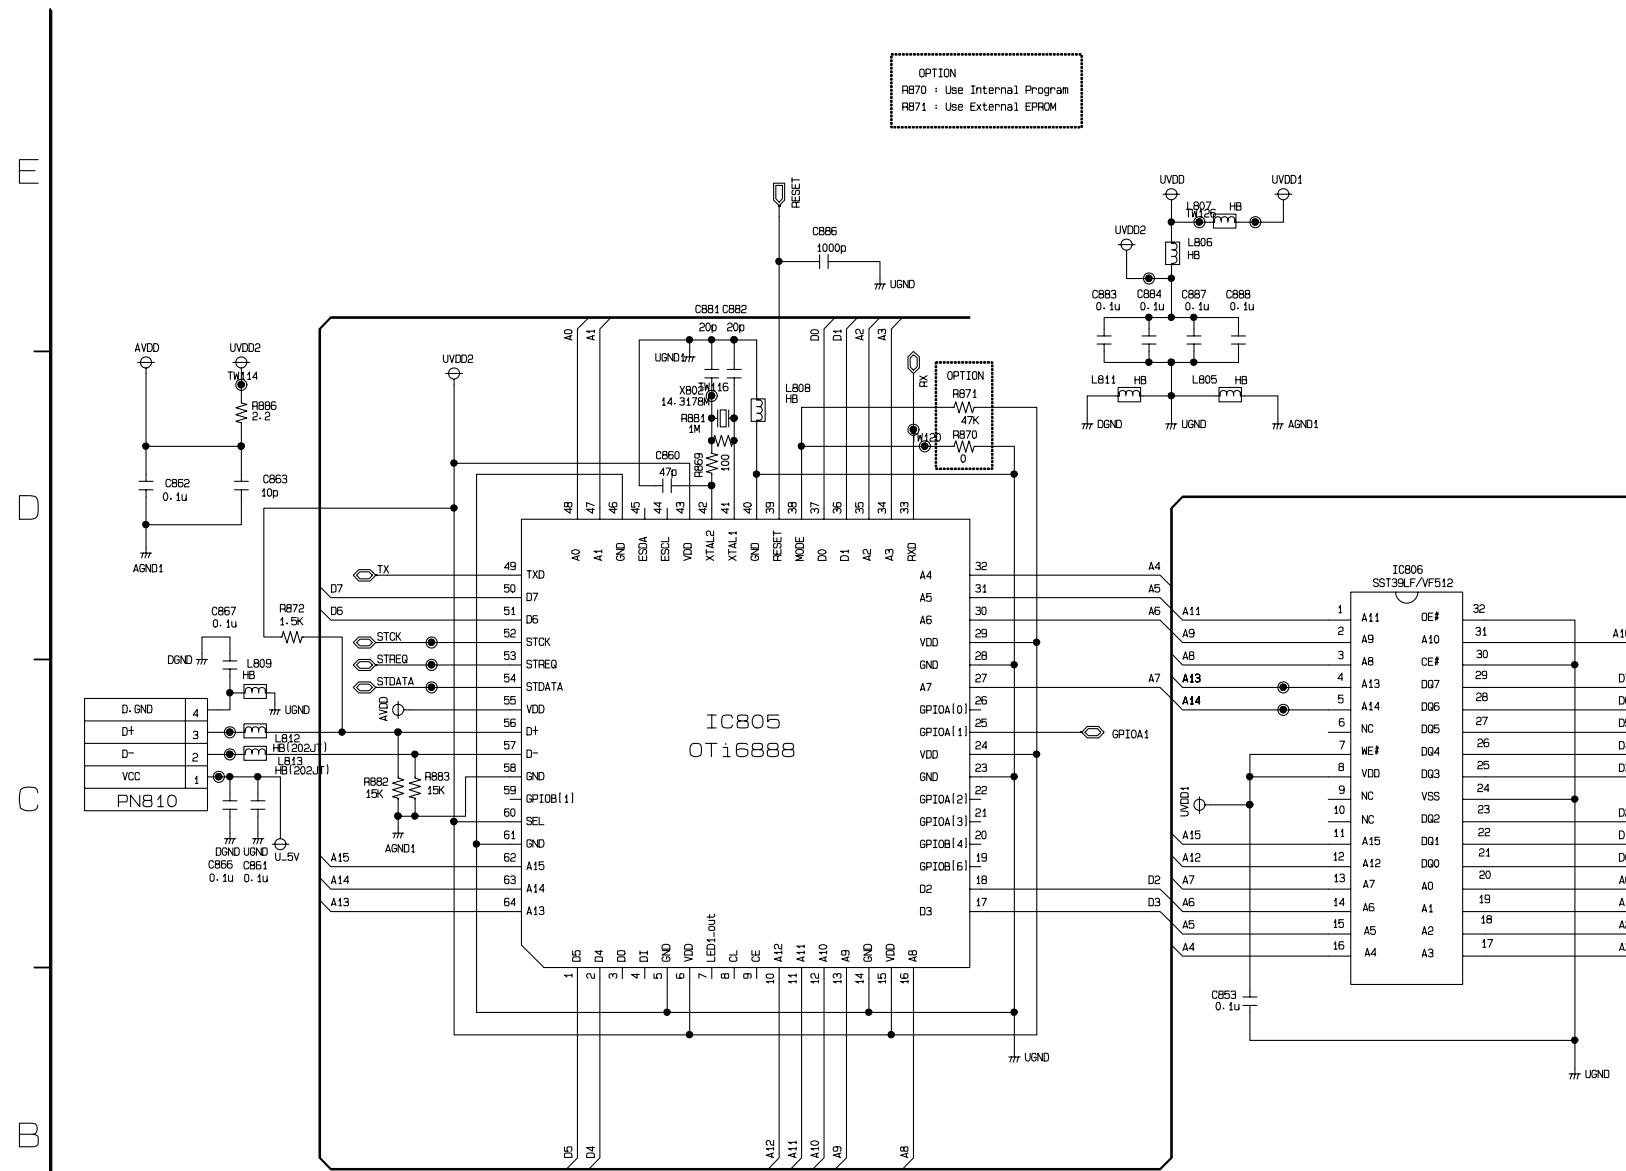 OPTION
R870 : Use Internal Program
R871 : Use External EPROM
E
D
C
B
RESET
C886
1000p
UGND
UVDD
UVDD1
L807
HB
TW126
UVDD2
L806
HB
C883
0.1u
C884
0.1u
C887
0.1u
C888
0.1u
L811
HB
L805
HB
DGND
UGND
AGND1
AVDD
UVDD2
TW114
R886
2.2
C862
0.1u
C863
10p
AGND1
UVDD2
A0
A1
C881
C882
20p
20p
UGND1
X802
TW116
14.3178M
R881
1M
L808
HB
C860
47p
R869
100
D0
D1
A2
A3
RX
OPTION
R871
47K
TW120
R870
0
48
47
46
45
44
43
42
41
40
39
38
37
36
35
34
33
A0
A1
GND
ESDA
ESCL
VDD
XTAL2
XTAL1
GND
RESET
MODE
D0
D1
A2
A3
RXD
TX
49 TXD
D7
50 D7
D6
51 D6
STCK
52 STCK
STREQ
53 STREQ
STDATA
54 STDATA
AVDD
55 VDD
56 D+
57 D-
58 GND
59 GPIOB[1]
60 SEL
61 GND
A15
62 A15
A14
63 A14
A13
64 A13
C867
0.1u
R872
1.5K
DGND
L809
HB
UGND
D.GND 4
D+ 3
D- 2
VCC 1
PN810
L812
HB(202JT)
L813
HB(202JT)
R882
15K
R883
15K
AGND1
DGND
UGND
U_5V
C866
0.1u
C861
0.1u
IC805
OTi6888
A4 32 A4
A5 31 A5
A6 30 A6
VDD 29
GND 28
A7 27 A7
GPIOA[0] 26
GPIOA[1] 25
GPIOA1
VDD 24
GND 23
GPIOA[2] 22
GPIOA[3] 21
GPIOB[4] 20
GPIOB[6] 19
D2 18 D2
D3 17 D3
D5
D4
D0
DI
GND
VDD
LED1_out
CL
CE
A12
A11
A10
A9
GND
VDD
A8
1
2
3
4
5
6
7
8
9
10
11
12
13
14
15
16
UGND
D5
D4
A12
A11
A10
A9
A8
IC806
SST39LF/VF512
A11 1 A11
A9 2 A9
A8 3 A8
A13 4 A13
A14 5 A14
6 NC
7 WE#
8 VDD
9 NC
10 NC
A15 11 A15
A12 12 A12
A7 13 A7
A6 14 A6
A5 15 A5
A4 16 A4
OE# 32
A10 31
CE# 30
DQ7 29
DQ6 28
DQ5 27
DQ4 26
DQ3 25
VSS 24
DQ2 23
DQ1 22
DQ0 21
A0 20
A1 19
A2 18
A3 17
UVDD1
C853
0.1u
UGND